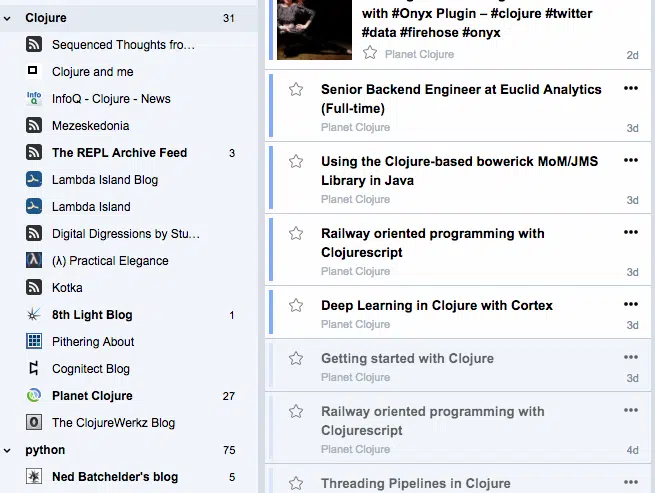 Clojure 31
Sequenced Thoughts fro…
Clojure and me
InfoQ - Clojure - News
Mezeskedonia
The REPL Archive Feed 3
Lambda Island Blog
Lambda Island
Digital Digressions by Stu…
(λ) Practical Elegance
Kotka
8th Light Blog 1
Pithering About
Cognitect Blog
Planet Clojure 27
The ClojureWerkz Blog
python 75
Ned Batchelder's blog 5
with #Onyx Plugin – #clojure #twitter
#data #firehose #onyx
Planet Clojure 2d
Senior Backend Engineer at Euclid Analytics
(Full-time)
Planet Clojure 3d
Using the Clojure-based bowerick MoM/JMS
Library in Java
Planet Clojure 3d
Railway oriented programming with
Clojurescript
Planet Clojure 3d
Deep Learning in Clojure with Cortex
Planet Clojure 3d
Getting started with Clojure
Planet Clojure 3d
Railway oriented programming with
Clojurescript
Planet Clojure 4d
Threading Pipelines in Clojure